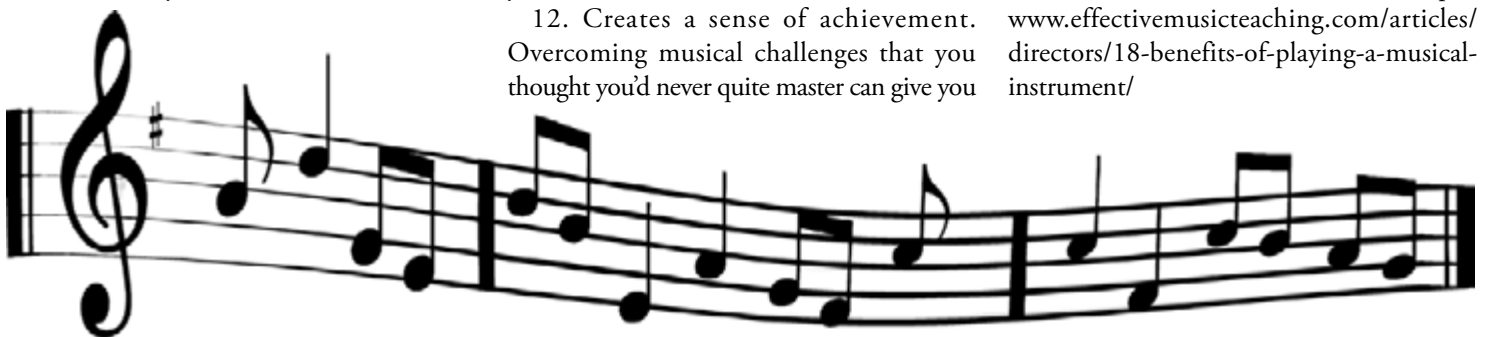 12. Creates a sense of achievement.
Overcoming musical challenges that you
thought you’d never quite master can give you
www.effectivemusicteaching.com/articles/
directors/18-benefits-of-playing-a-musical-
instrument/